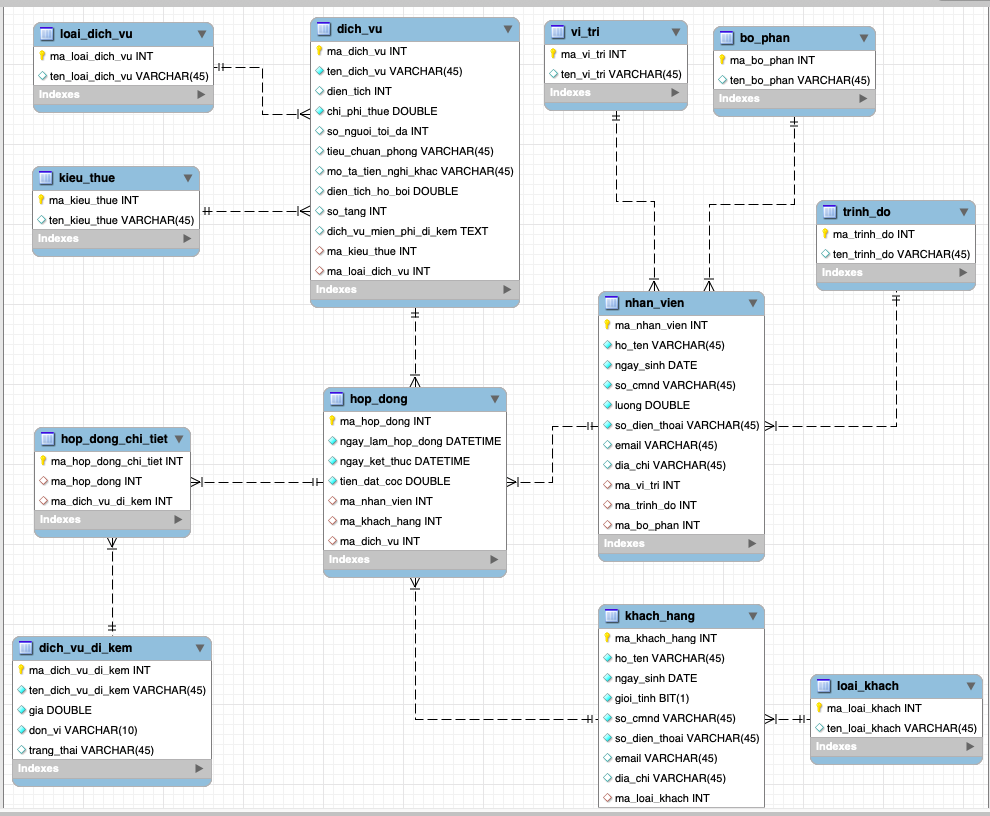 loai_dich_vu
ma_loai_dich_vu INT
ten_loai_dich_vu VARCHAR(45)
Indexes
dich_vu
ma_dich_vu INT
ten_dich_vu VARCHAR(45)
dien_tich INT
chi_phi_thue DOUBLE
so_nguoi_toi_da INT
tieu_chuan_phong VARCHAR(45)
mo_ta_tien_nghi_khac VARCHAR(45)
dien_tich_ho_boi DOUBLE
so_tang INT
dich_vu_mien_phi_di_kem TEXT
ma_kieu_thue INT
ma_loai_dich_vu INT
Indexes
vi_tri
ma_vi_tri INT
ten_vi_tri VARCHAR(45)
Indexes
bo_phan
ma_bo_phan INT
ten_bo_phan VARCHAR(45)
Indexes
kieu_thue
ma_kieu_thue INT
ten_kieu_thue VARCHAR(45)
Indexes
trinh_do
ma_trinh_do INT
ten_trinh_do VARCHAR(45)
Indexes
nhan_vien
ma_nhan_vien INT
ho_ten VARCHAR(45)
ngay_sinh DATE
so_cmnd VARCHAR(45)
luong DOUBLE
so_dien_thoai VARCHAR(45)
email VARCHAR(45)
dia_chi VARCHAR(45)
ma_vi_tri INT
ma_trinh_do INT
ma_bo_phan INT
Indexes
hop_dong
ma_hop_dong INT
ngay_lam_hop_dong DATETIME
ngay_ket_thuc DATETIME
tien_dat_coc DOUBLE
ma_nhan_vien INT
ma_khach_hang INT
ma_dich_vu INT
Indexes
hop_dong_chi_tiet
ma_hop_dong_chi_tiet INT
ma_hop_dong INT
ma_dich_vu_di_kem INT
Indexes
dich_vu_di_kem
ma_dich_vu_di_kem INT
ten_dich_vu_di_kem VARCHAR(45)
gia DOUBLE
don_vi VARCHAR(10)
trang_thai VARCHAR(45)
Indexes
khach_hang
ma_khach_hang INT
ho_ten VARCHAR(45)
ngay_sinh DATE
gioi_tinh BIT(1)
so_cmnd VARCHAR(45)
so_dien_thoai VARCHAR(45)
email VARCHAR(45)
dia_chi VARCHAR(45)
ma_loai_khach INT
loai_khach
ma_loai_khach INT
ten_loai_khach VARCHAR(45)
Indexes